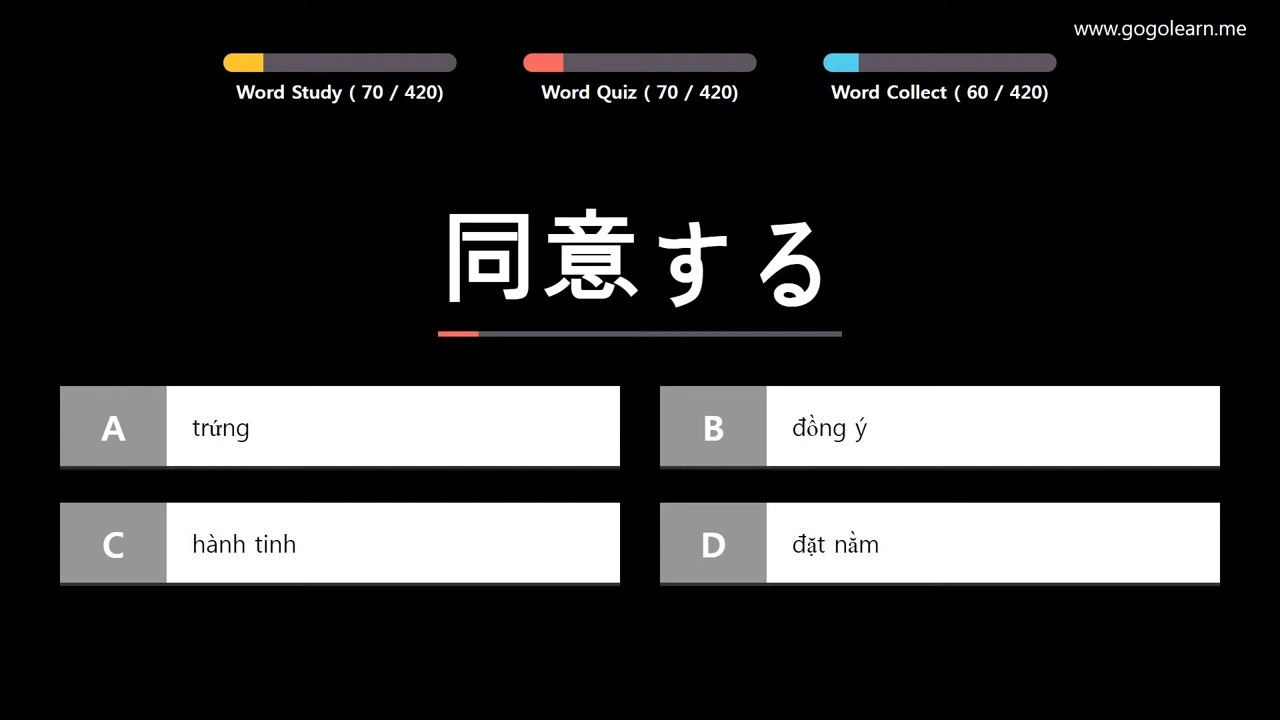 www.gogolearn.me
Word Study ( 70 / 420)
Word Quiz ( 70 / 420)
Word Collect ( 60 / 420)
同意する
A trứng
B đồng ý
C hành tinh
D đặt nằm